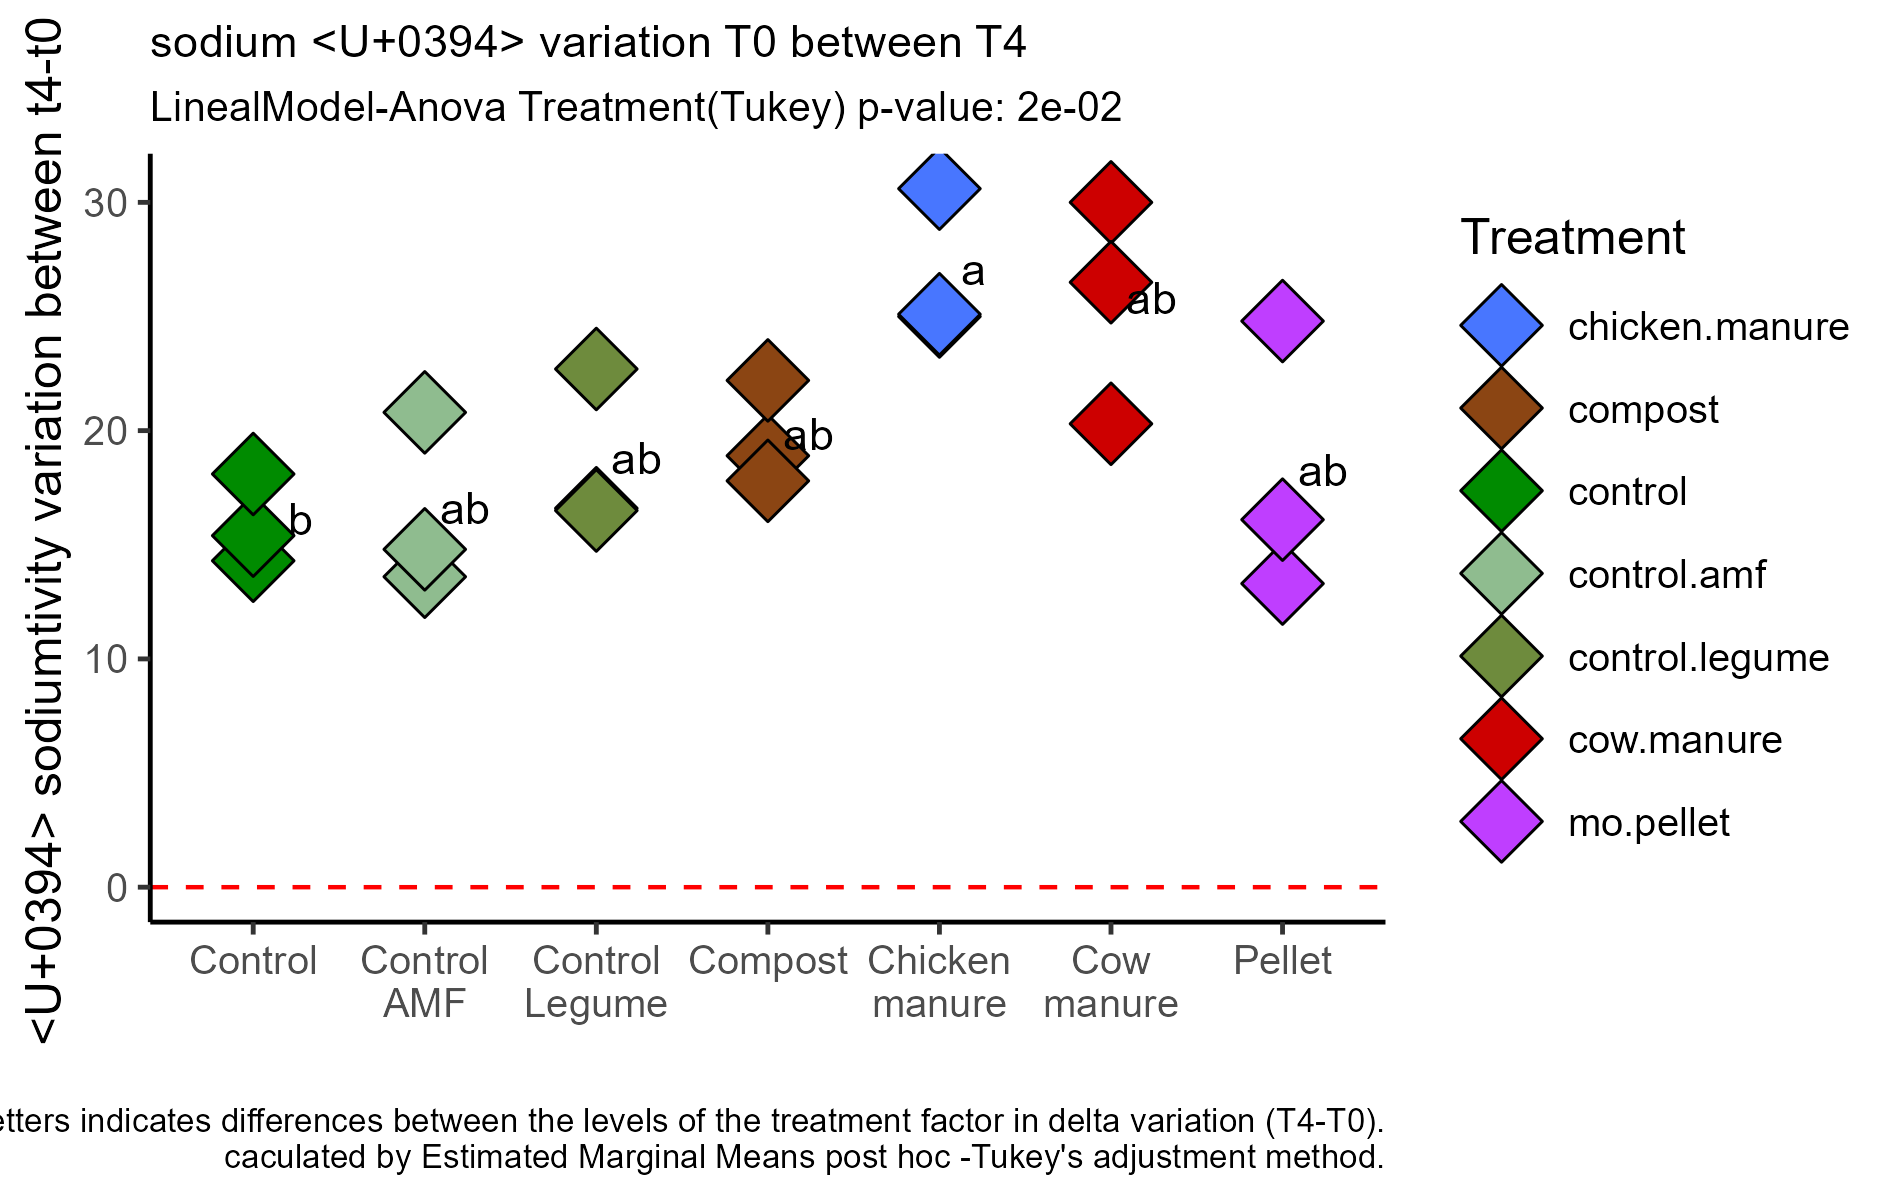 sodium <U+0394> variation T0 between T4
LinealModel-Anova Treatment(Tukey) p-value: 2e-02
<U+0394> sodiumtivity variation between t4-t0
30
20
10
0
a
ab
ab
ab
ab
ab
b
Control
Control
AMF
Control
Legume
Compost
Chicken
manure
Cow
manure
Pellet
Treatment
chicken.manure
compost
control
control.amf
control.legume
cow.manure
mo.pellet
etters indicates differences between the levels of the treatment factor in delta variation (T4-T0).
caculated by Estimated Marginal Means post hoc -Tukey's adjustment method.